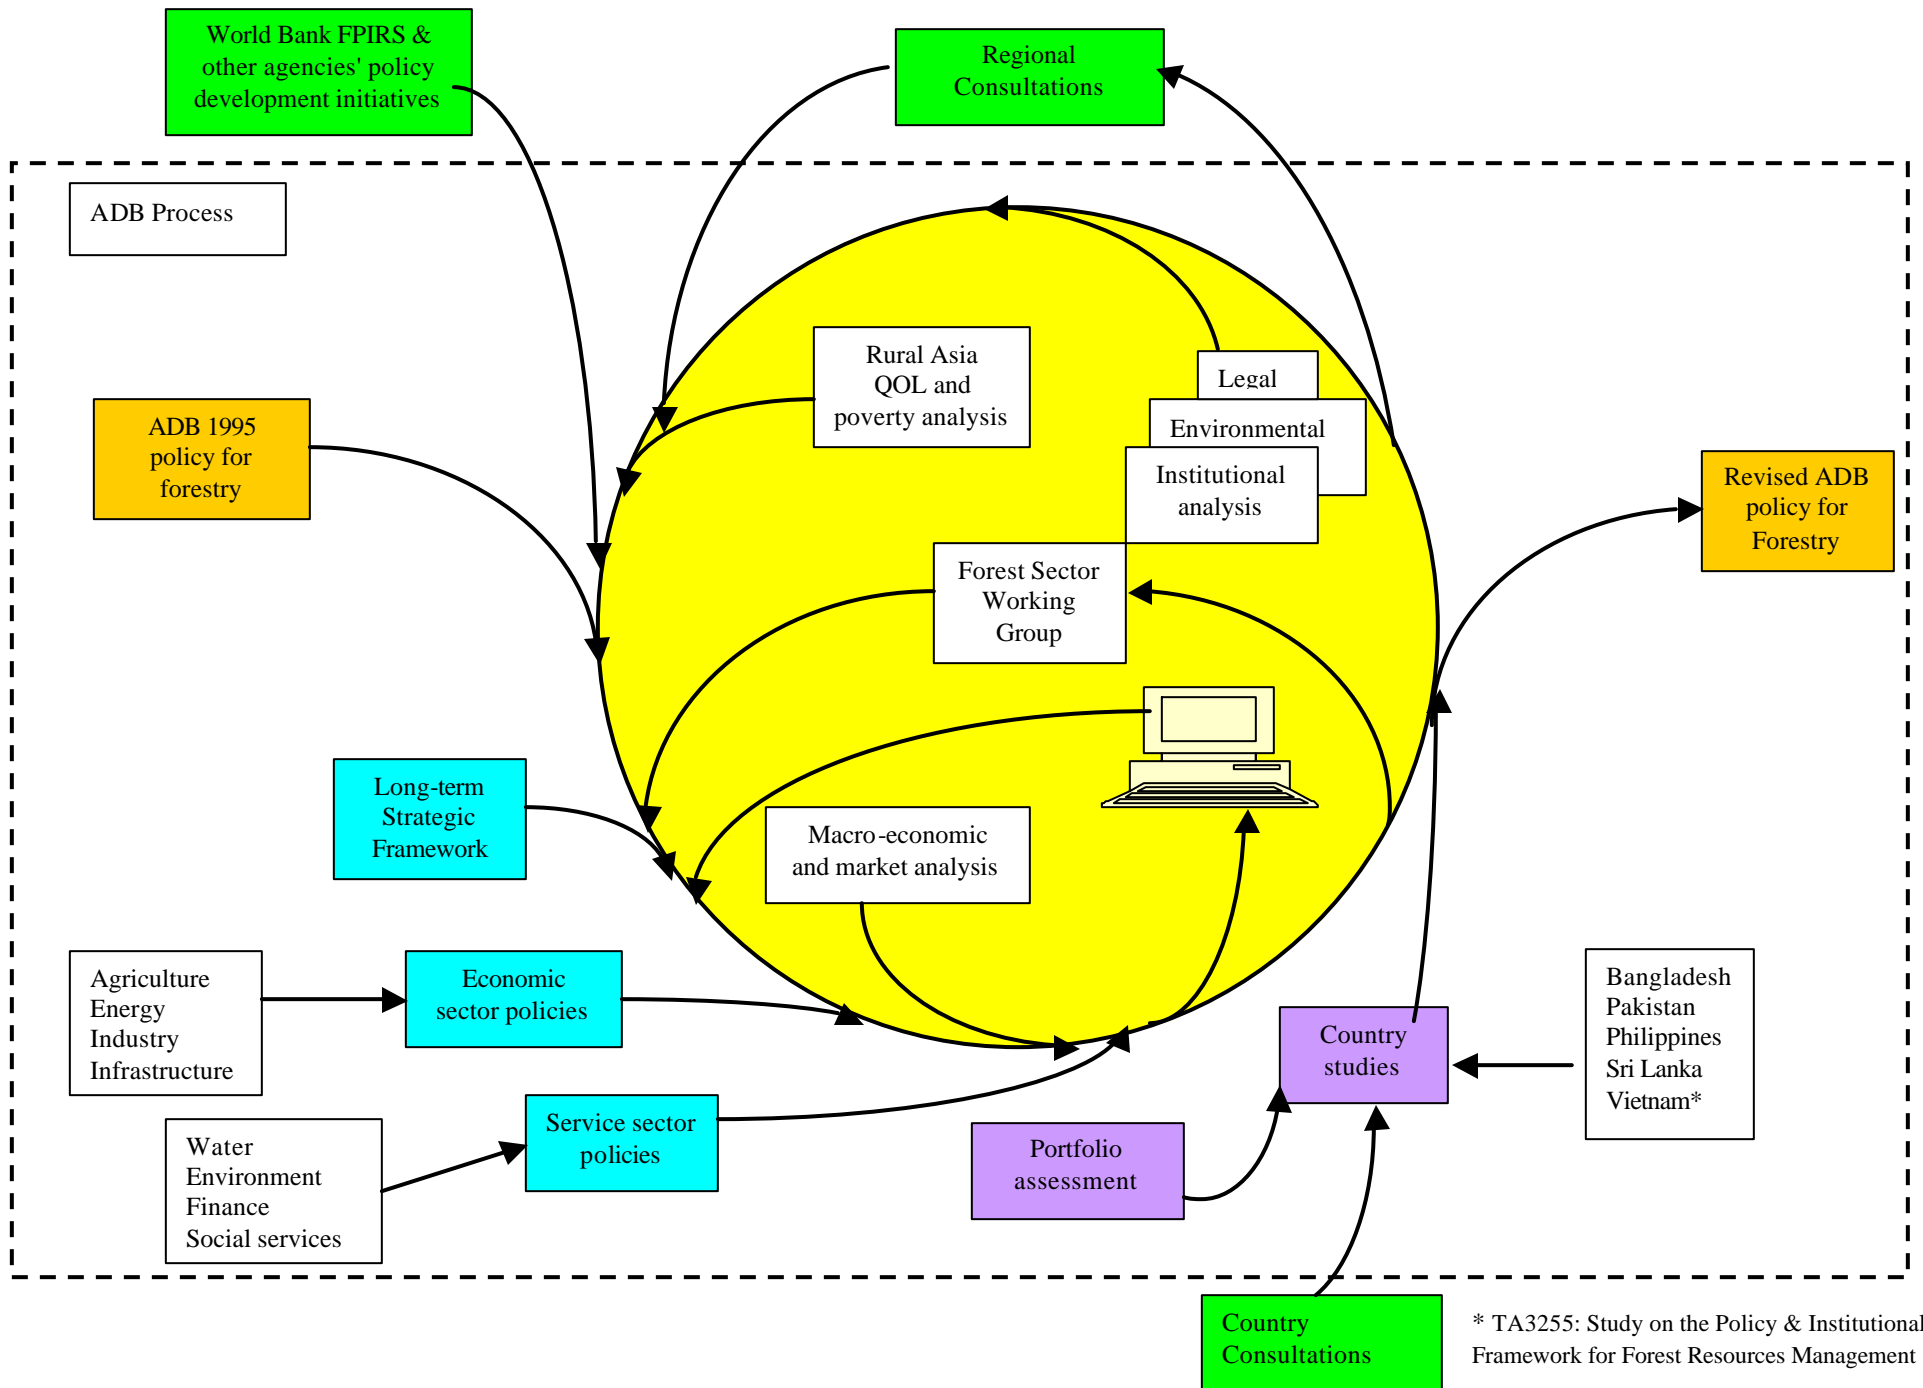 World Bank FPIRS &
other agencies' policy
development initiatives
Regional
Consultations
ADB Process
Rural Asia
QOL and
poverty analysis
Legal
Environmental
Institutional
analysis
ADB 1995
policy for
forestry
Revised ADB
policy for
Forestry
Forest Sector
Working
Group
Long-term
Strategic
Framework
Macro-economic
and market analysis
Agriculture
Energy
Industry
Infrastructure
Economic
sector policies
Country
studies
Bangladesh
Pakistan
Philippines
Sri Lanka
Vietnam*
Water
Environment
Finance
Social services
Service sector
policies
Portfolio
assessment
Country
Consultations
* TA3255: Study on the Policy & Institutional
Framework for Forest Resources Management